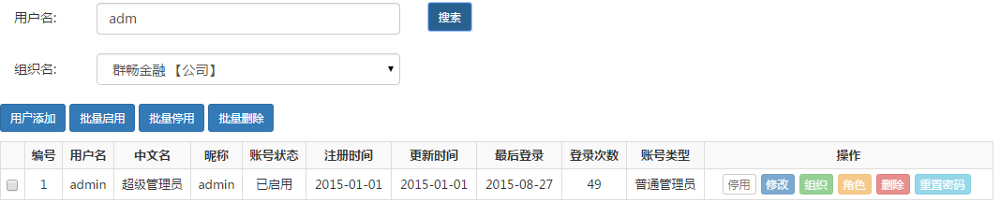 用户名: adm 搜索
组织名: 群畅金融 【公司】
用户添加 批量启用 批量停用 批量删除
编号 用户名 中文名 昵称 账号状态 注册时间 更新时间 最后登录 登录次数 账号类型 操作
1 admin 超级管理员 admin 已启用 2015-01-01 2015-01-01 2015-08-27 49 普通管理员 停用 修改 组织 角色 删除 重置密码